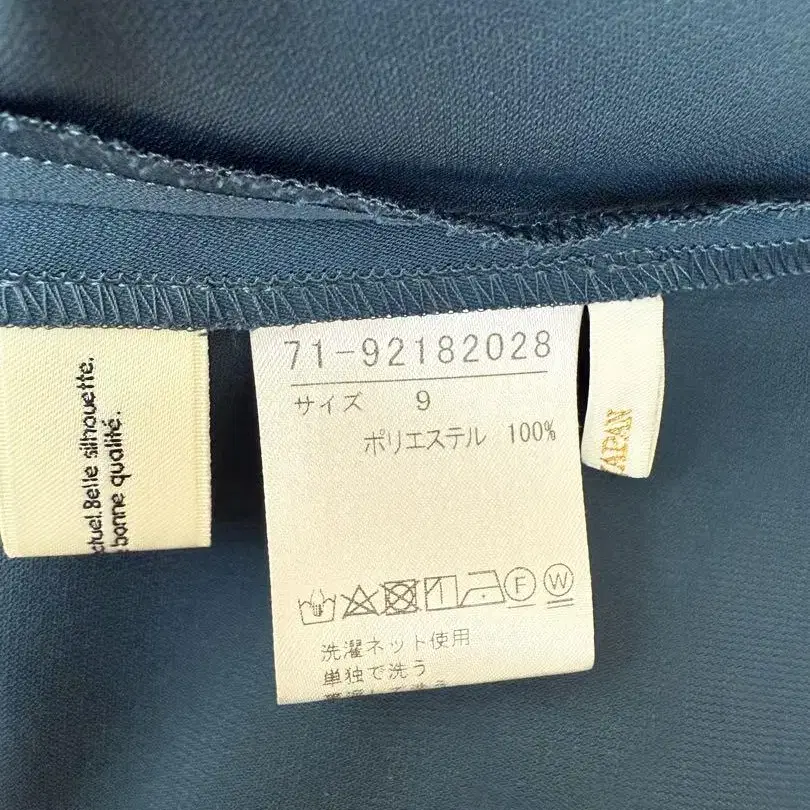 Belle silhouette.
bonne qualité.
71-92182028
サイズ 9
ポリエステル 100%
F W
洗濯ネット使用
単独で洗う